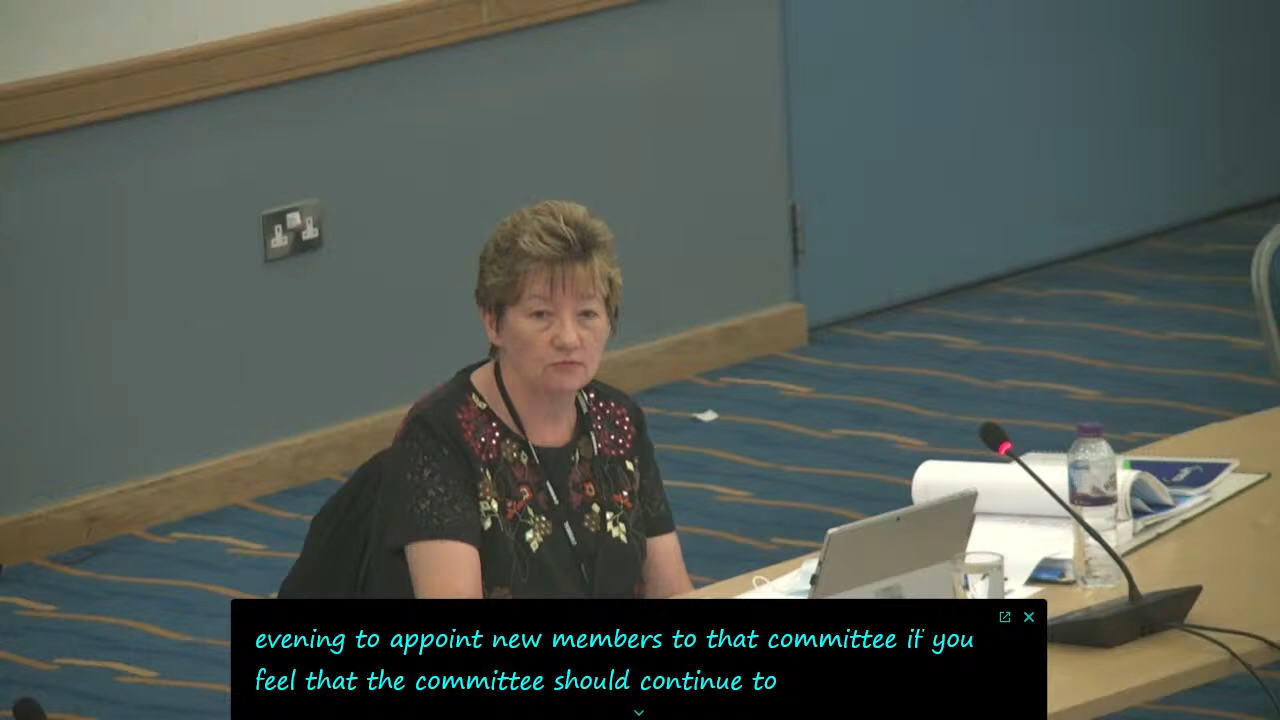 evening to appoint new members to that committee if you
feel that the committee should continue to